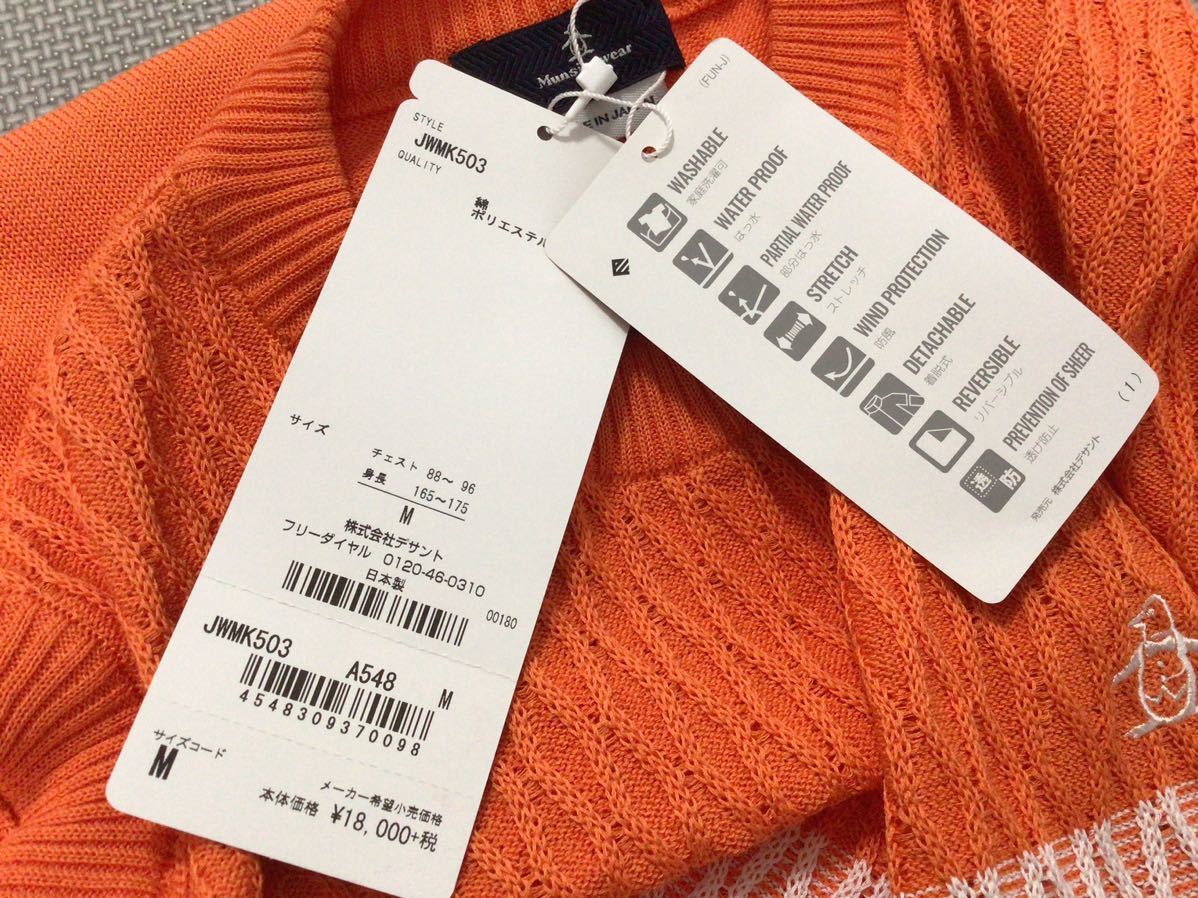 Munsingwear
E IN JAPAN
STYLE
JWMK503
QUALITY
綿
ポリエステル
サイズ
チェスト 88～ 96
身長 165～175
M
株式会社デサント
フリーダイヤル 0120-46-0310
日本製
00180
JWMK503 A548 M
4548309370098
サイズコード
M
メーカー希望小売価格
本体価格 ¥18,000+税
(FUN-J)
WASHABLE
家庭洗濯可
WATER PROOF
はっ水
PARTIAL WATER PROOF
部分はっ水
STRETCH
ストレッチ
WIND PROTECTION
防風
DETACHABLE
着脱式
REVERSIBLE
リバーシブル
透 防
PREVENTION OF SHEER
透け防止
発売元 株式会社デサント
(1)